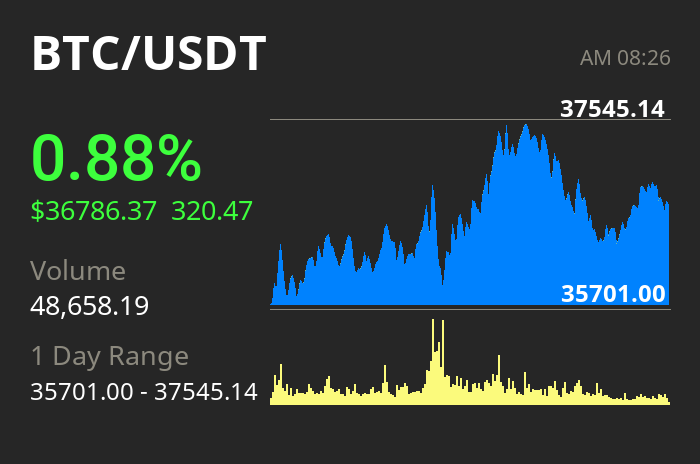 BTC/USDT
AM 08:26
37545.14
0.88%
$36786.37 320.47
Volume
48,658.19
35701.00
1 Day Range
35701.00 - 37545.14